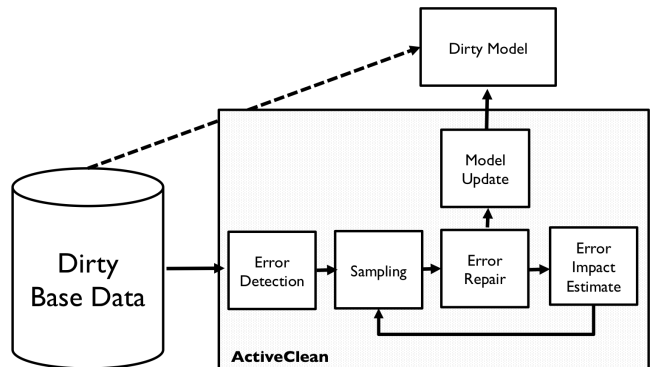 Dirty Model
Model
Update
Dirty
Base Data
Error
Detection
Sampling
Error
Repair
Error
Impact
Estimate
ActiveClean